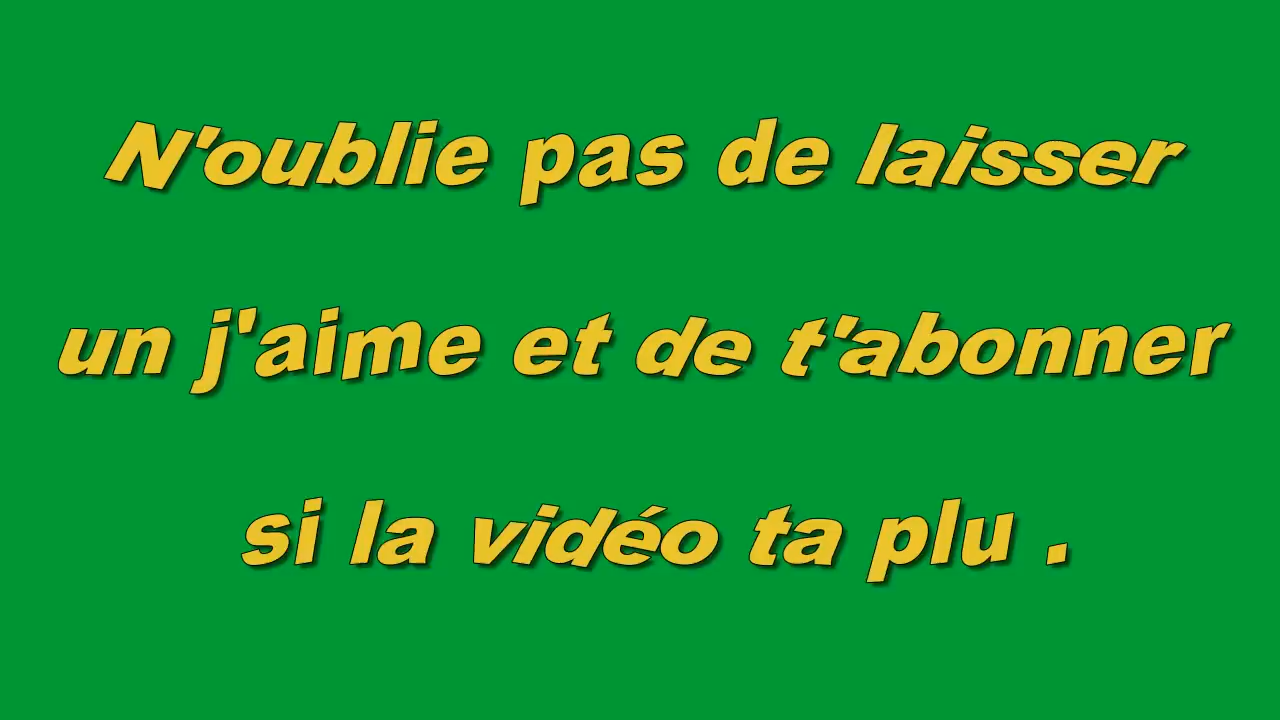 N'oublie pas de laisser
un j'aime et de t'abonner
si la vidéo ta plu .